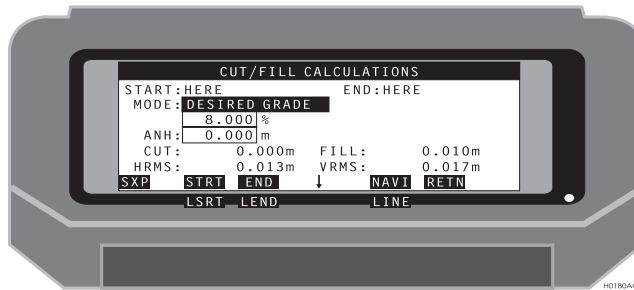 CUT/FILL CALCULATIONS
START:HERE END:HERE
MODE:DESIRED GRADE
8.000 %
ANH: 0.000 m
CUT: 0.000m FILL: 0.010m
HRMS: 0.013m VRMS: 0.017m
SXP STRT END ↓ NAVI RETN
LSRT LEND LINE